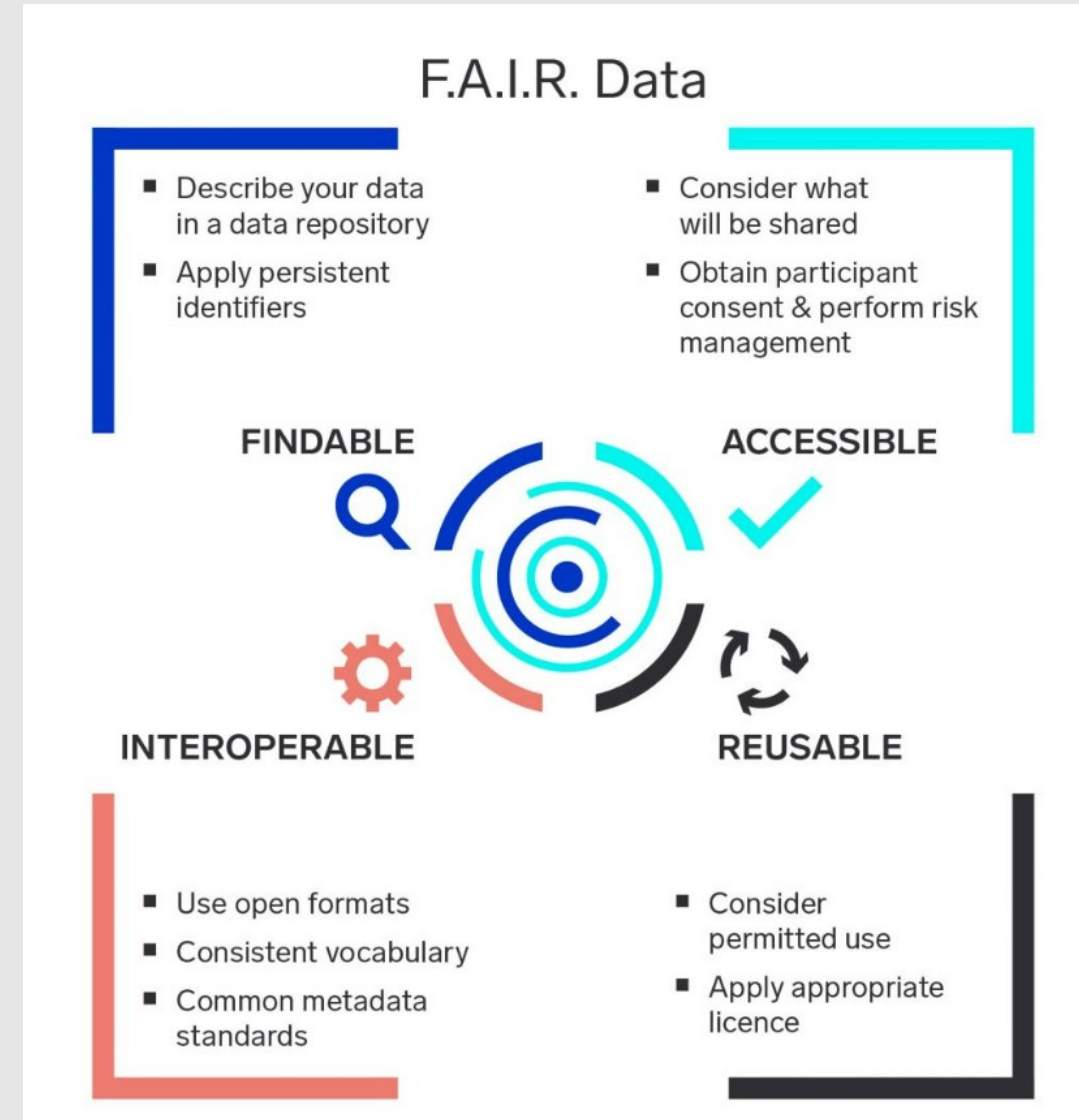 F.A.I.R. Data
▪ Describe your data
in a data repository
▪ Apply persistent
identifiers
▪ Consider what
will be shared
▪ Obtain participant
consent & perform risk
management
FINDABLE
ACCESSIBLE
INTEROPERABLE
REUSABLE
▪ Use open formats
▪ Consistent vocabulary
▪ Common metadata
standards
▪ Consider
permitted use
▪ Apply appropriate
licence